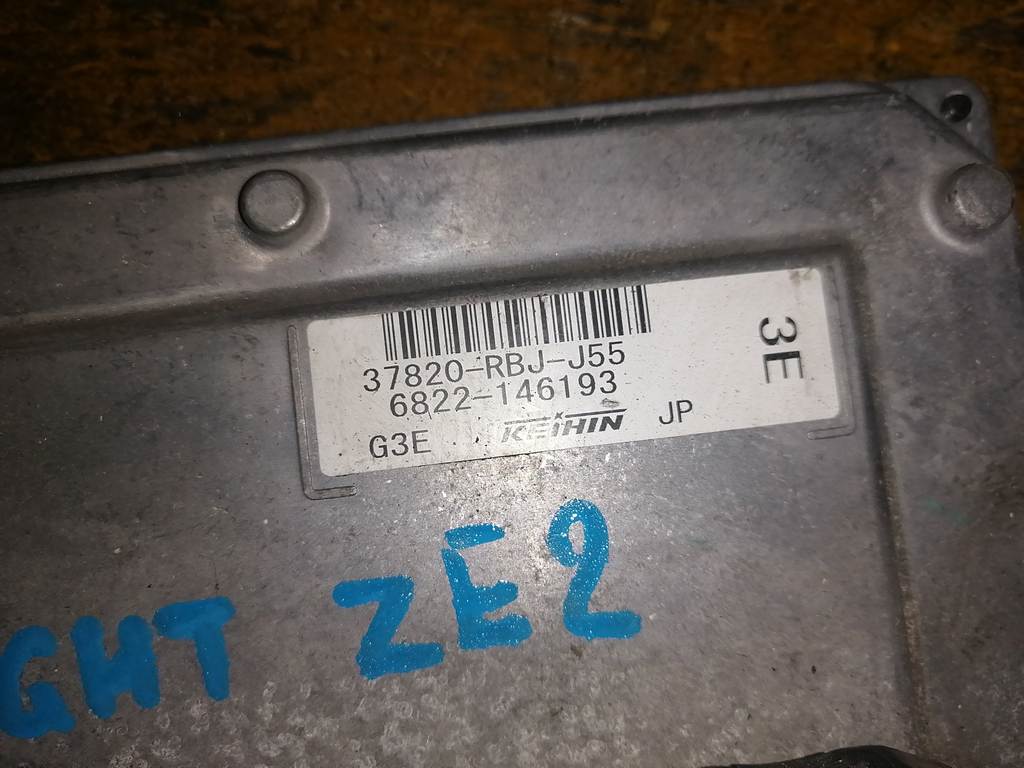 37820-RBJ-J55
6822-146193
G3E KEIHIN JP
3E
GHT ZE2